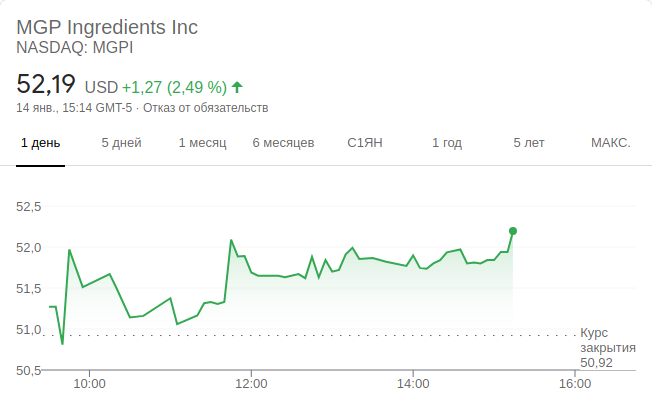 MGP Ingredients Inc
NASDAQ: MGPI
52,19 USD +1,27 (2,49 %)
14 янв., 15:14 GMT-5 · Отказ от обязательств
1 день 5 дней 1 месяц 6 месяцев С1ЯН 1 год 5 лет МАКС.
52,5
52,0
51,5
51,0
50,5
Курс
закрытия
50,92
10:00 12:00 14:00 16:00